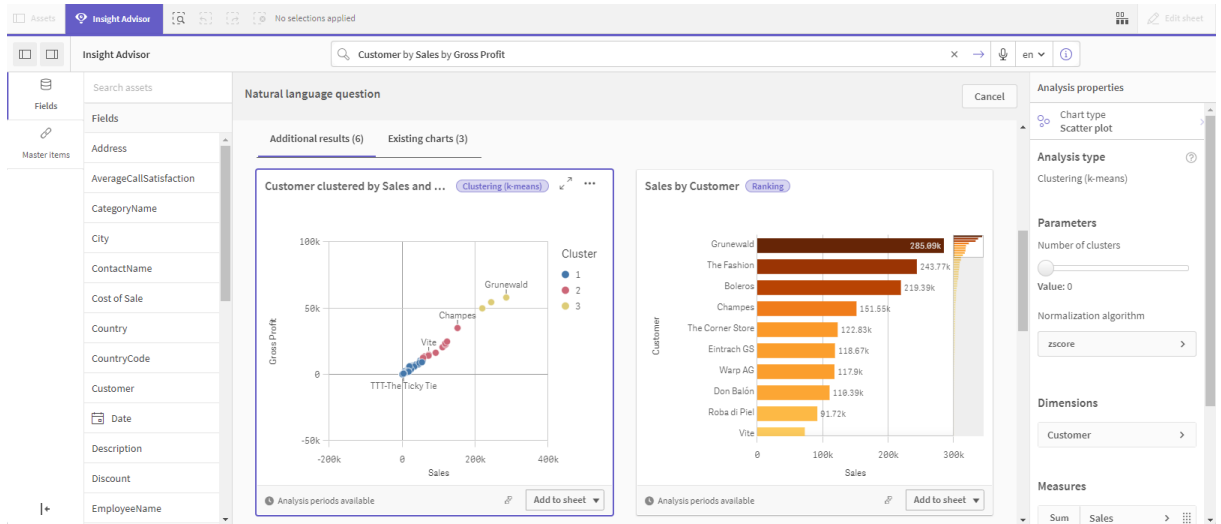 Assets
Insight Advisor
No selections applied
Edit sheet
Insight Advisor
Customer by Sales by Gross Profit
en
Fields
Master items
Search assets
Fields
Address
AverageCallSatisfaction
CategoryName
City
ContactName
Cost of Sale
Country
CountryCode
Customer
Date
Description
Discount
EmployeeName
Natural language question
Cancel
Additional results (6)
Existing charts (3)
Customer clustered by Sales and ...
Clustering (k-means)
100k
50k
0
-50k
Gross Profit
Grunewald
Champes
Vite
TTT-The Ticky Tie
-200k
0
200k
400k
Sales
Cluster
1
2
3
Analysis periods available
Add to sheet
Sales by Customer
Ranking
Customer
Grunewald
285.09k
The Fashion
243.77k
Boleros
219.39k
Champes
151.55k
The Corner Store
122.83k
Eintrach GS
118.67k
Warp AG
117.9k
Don Balón
110.39k
Roba di Piel
91.72k
Vite
0
100k
200k
300k
Sales
Analysis periods available
Add to sheet
Analysis properties
Chart type
Scatter plot
Analysis type
Clustering (k-means)
Parameters
Number of clusters
Value: 0
Normalization algorithm
zscore
Dimensions
Customer
Measures
Sum
Sales